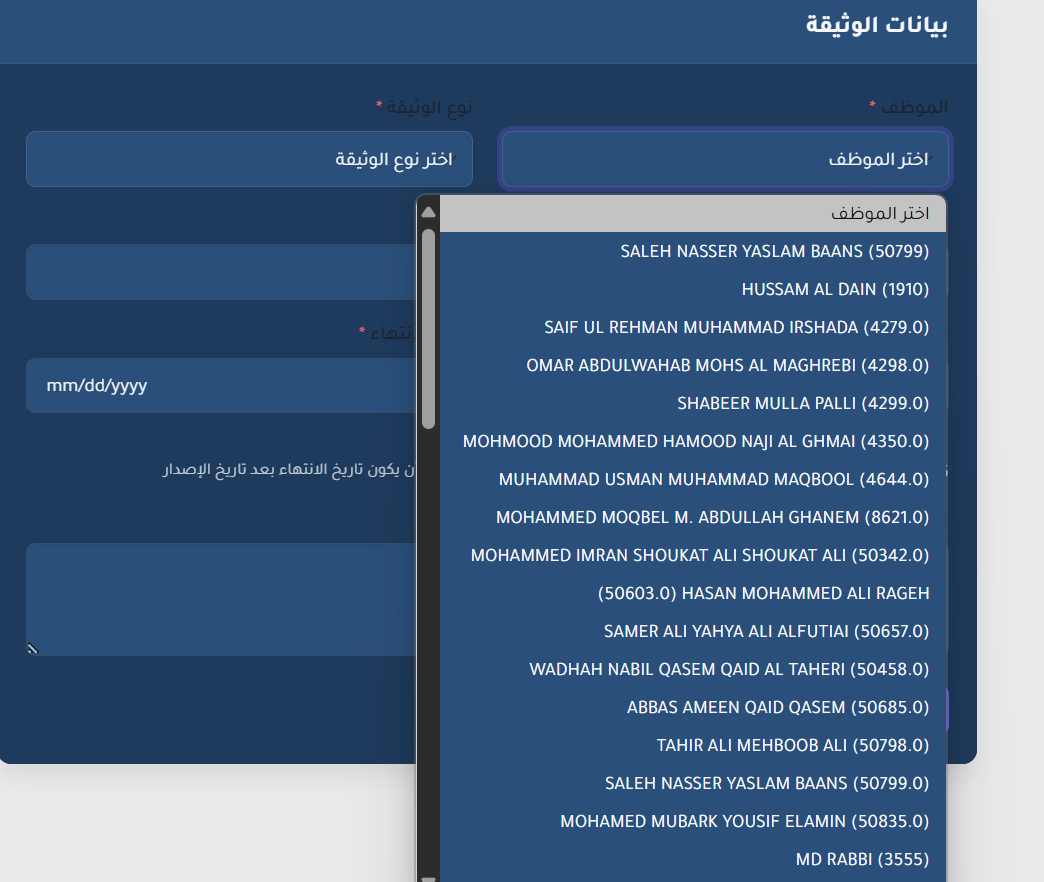 بيانات الوثيقة
الموظف *
نوع الوثيقة *
اختر الموظف
اختر نوع الوثيقة
اختر الموظف
SALEH NASSER YASLAM BAANS (50799)
HUSSAM AL DAIN (1910)
SAIF UL REHMAN MUHAMMAD IRSHADA (4279.0)
OMAR ABDULWAHAB MOHS AL MAGHREBI (4298.0)
SHABEER MULLA PALLI (4299.0)
MOHMOOD MOHAMMED HAMOOD NAJI AL GHMAI (4350.0)
MUHAMMAD USMAN MUHAMMAD MAQBOOL (4644.0)
MOHAMMED MOQBEL M. ABDULLAH GHANEM (8621.0)
MOHAMMED IMRAN SHOUKAT ALI SHOUKAT ALI (50342.0)
(50603.0) HASAN MOHAMMED ALI RAGEH
SAMER ALI YAHYA ALI ALFUTIAI (50657.0)
WADHAH NABIL QASEM QAID AL TAHERI (50458.0)
ABBAS AMEEN QAID QASEM (50685.0)
TAHIR ALI MEHBOOB ALI (50798.0)
SALEH NASSER YASLAM BAANS (50799.0)
MOHAMED MUBARK YOUSIF ELAMIN (50835.0)
MD RABBI (3555)
*
mm/dd/yyyy
يكون تاريخ الانتهاء بعد تاريخ الإصدار